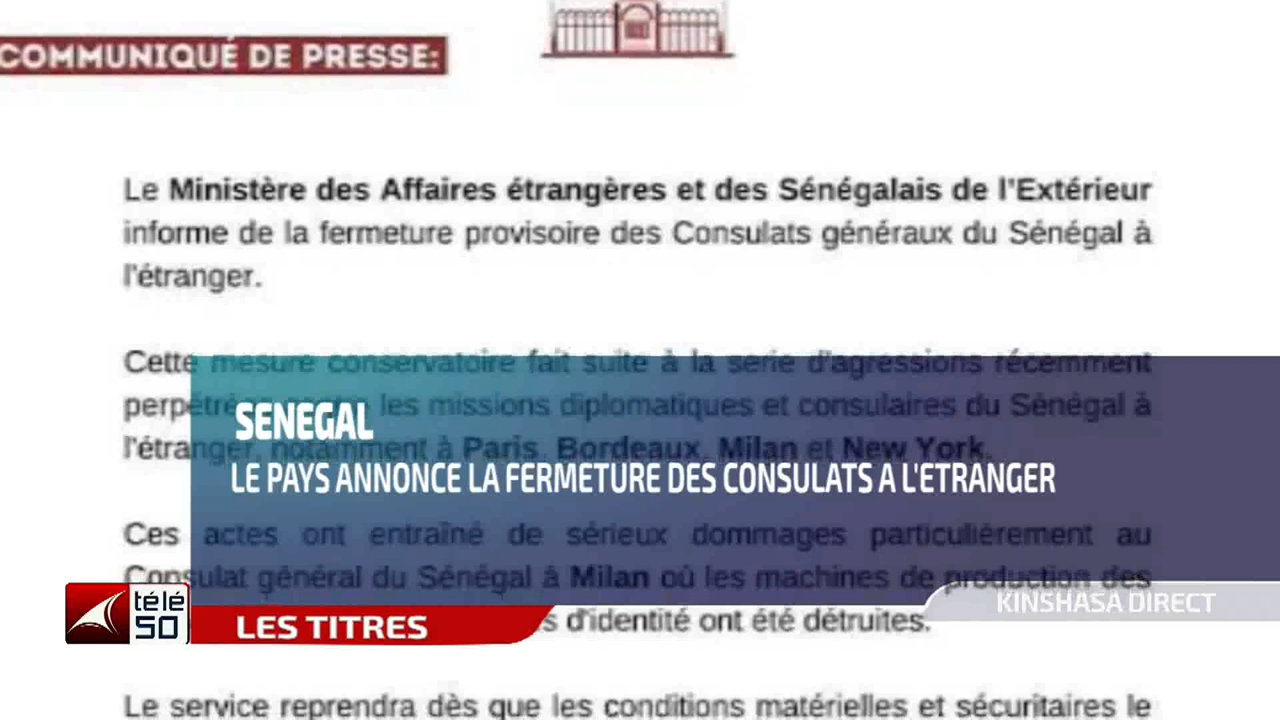 COMMUNIQUÉ DE PRESSE:
Le Ministère des Affaires étrangères et des Sénégalais de l'Extérieur
informe de la fermeture provisoire des Consulats généraux du Sénégal à
l'étranger.
Cette mesure conservatoire fait suite à la serie d'agressions récemment
les missions diplomatiques et consulaires du Sénégal à
l'étranger, notamment à Paris, Bordeaux, Milan et New York.
SENEGAL
LE PAYS ANNONCE LA FERMETURE DES CONSULATS A L'ETRANGER
Ces actes ont entraîné de sérieux dommages particulièrement au
Consulat général du Sénégal à Milan où les machines de production des
d'identité ont été détruites.
télé 50
LES TITRES
KINSHASA DIRECT
Le service reprendra dès que les conditions matérielles et sécuritaires le